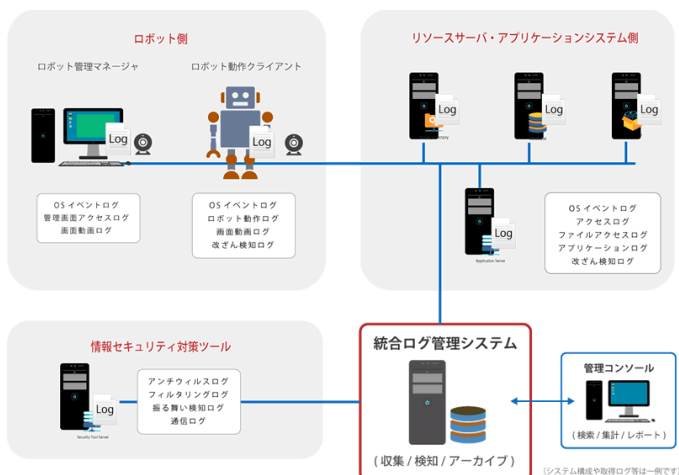 ロボット側
ロボット管理マネージャ
ロボット動作クライアント
Log
Log
OSイベントログ
管理画面アクセスログ
画面動画ログ
OSイベントログ
ロボット動作ログ
画面動画ログ
改ざん検知ログ
リソースサーバ・アプリケーションシステム側
Log
Log
Log
Log
Application Server
OSイベントログ
アクセスログ
ファイルアクセスログ
アプリケーションログ
改ざん検知ログ
情報セキュリティ対策ツール
Log
Security Tool Server
アンチウィルスログ
フィルタリングログ
振る舞い検知ログ
通信ログ
統合ログ管理システム
( 収集 / 検知 / アーカイブ )
管理コンソール
( 検索 / 集計 / レポート )
(システム構成や取得ログ等は一例です)